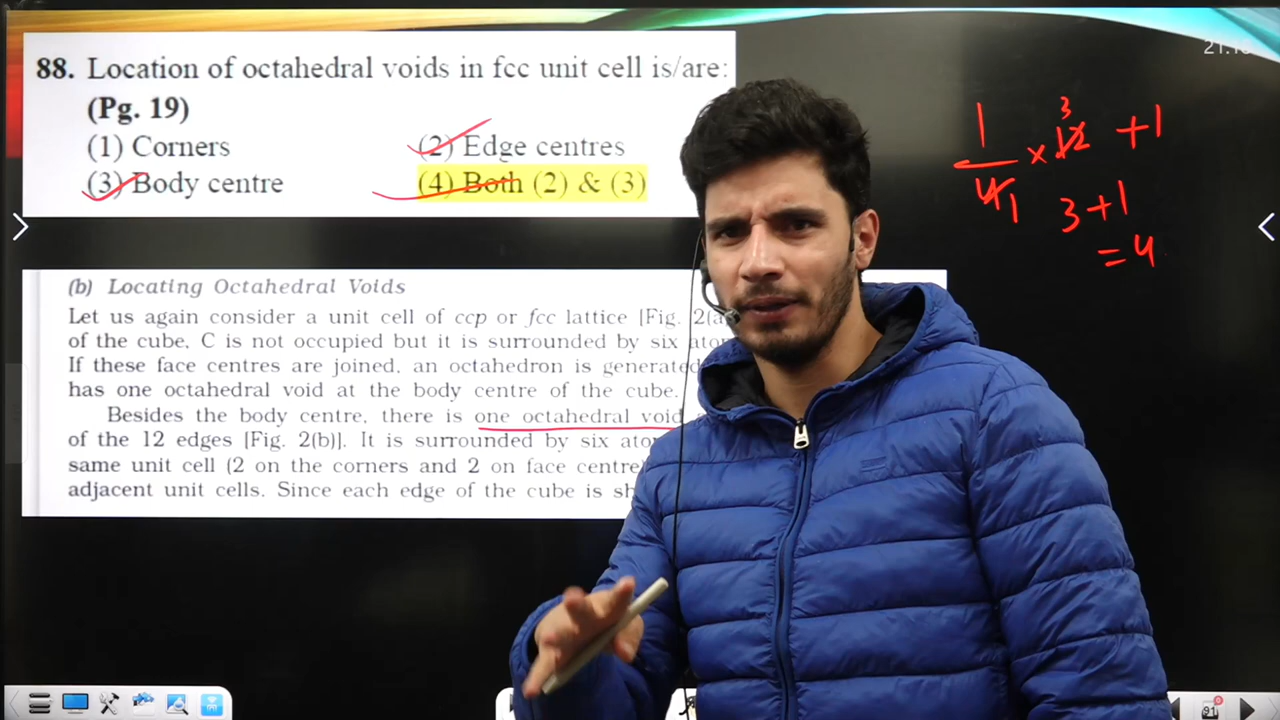 88. Location of octahedral voids in fcc unit cell is/are:
(Pg. 19)
(1) Corners (2) Edge centres
(3) Body centre (4) Both (2) & (3)
(b) Locating Octahedral Voids
Let us again consider a unit cell of ccp or fcc lattice [Fig. 2(a
of the cube, C is not occupied but it is surrounded by six
If these face centres are joined, an octahedron is generated
has one octahedral void at the body centre of the cube.
Besides the body centre, there is one octahedral void
of the 12 edges [Fig. 2(b)]. It is surrounded by six
same unit cell (2 on the corners and 2 on face centre
adjacent unit cells. Since each edge of the cube is
1/4 × 12 + 1
3
1
3+1
=4
91